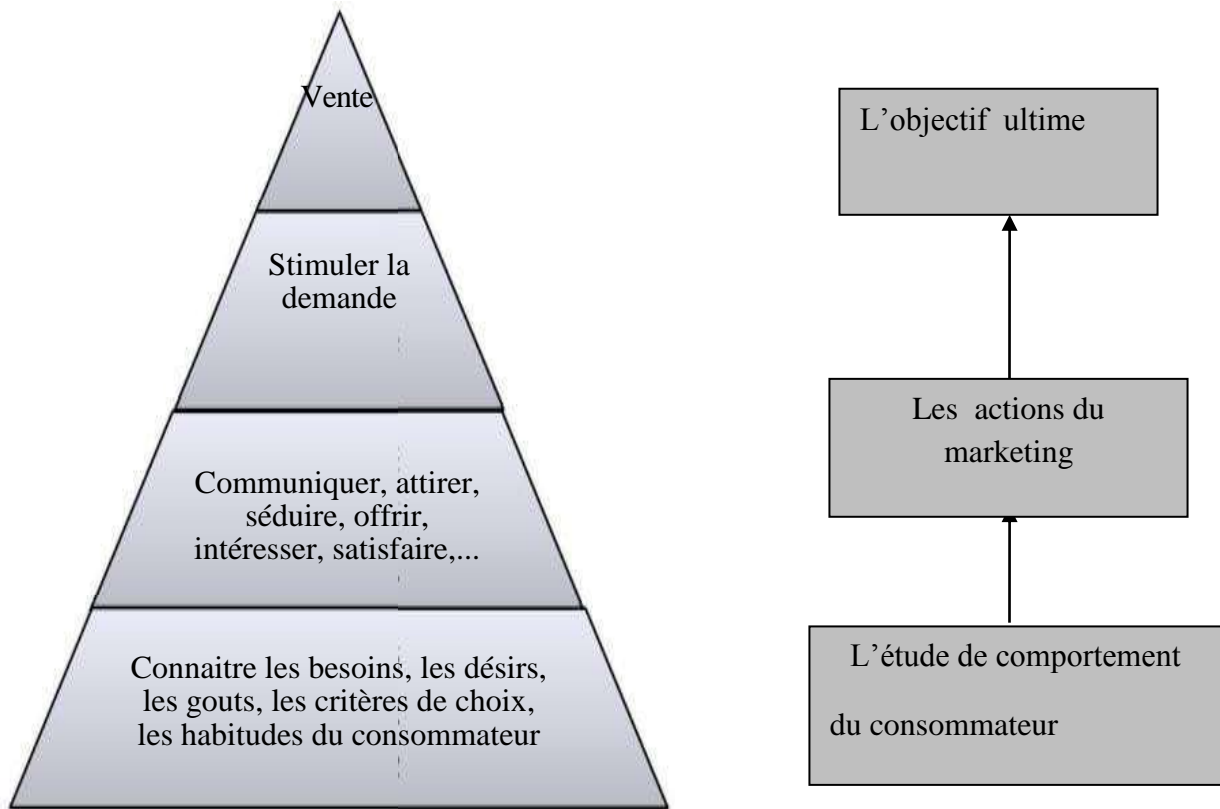 Vente
Stimuler la
demande
Communiquer, attirer,
séduire, offrir,
intéresser, satisfaire,...
Connaitre les besoins, les désirs,
les gouts, les critères de choix,
les habitudes du consommateur
L’objectif ultime
Les actions du
marketing
L’étude de comportement
du consommateur